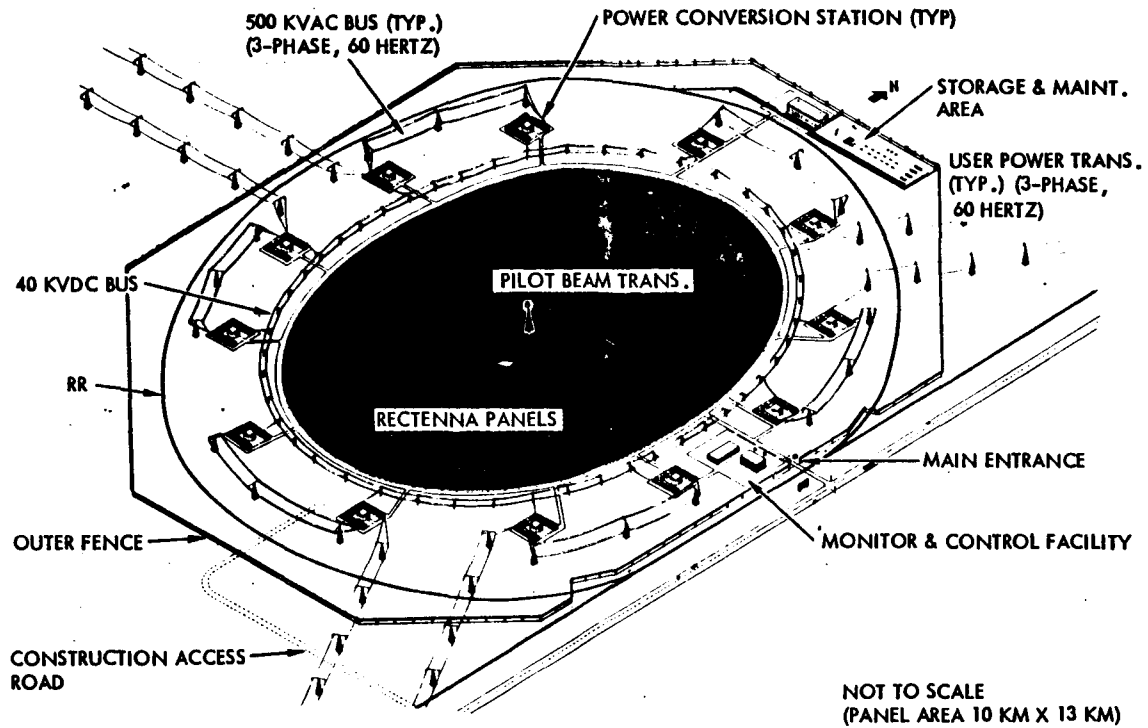 500 KVAC BUS (TYP.)
(3-PHASE, 60 HERTZ)
POWER CONVERSION STATION (TYP)
N
STORAGE & MAINT.
AREA
USER POWER TRANS.
(TYP.) (3-PHASE,
60 HERTZ)
40 KVDC BUS
PILOT BEAM TRANS.
RR
RECTENNA PANELS
MAIN ENTRANCE
OUTER FENCE
MONITOR & CONTROL FACILITY
CONSTRUCTION ACCESS
ROAD
NOT TO SCALE
(PANEL AREA 10 KM X 13 KM)